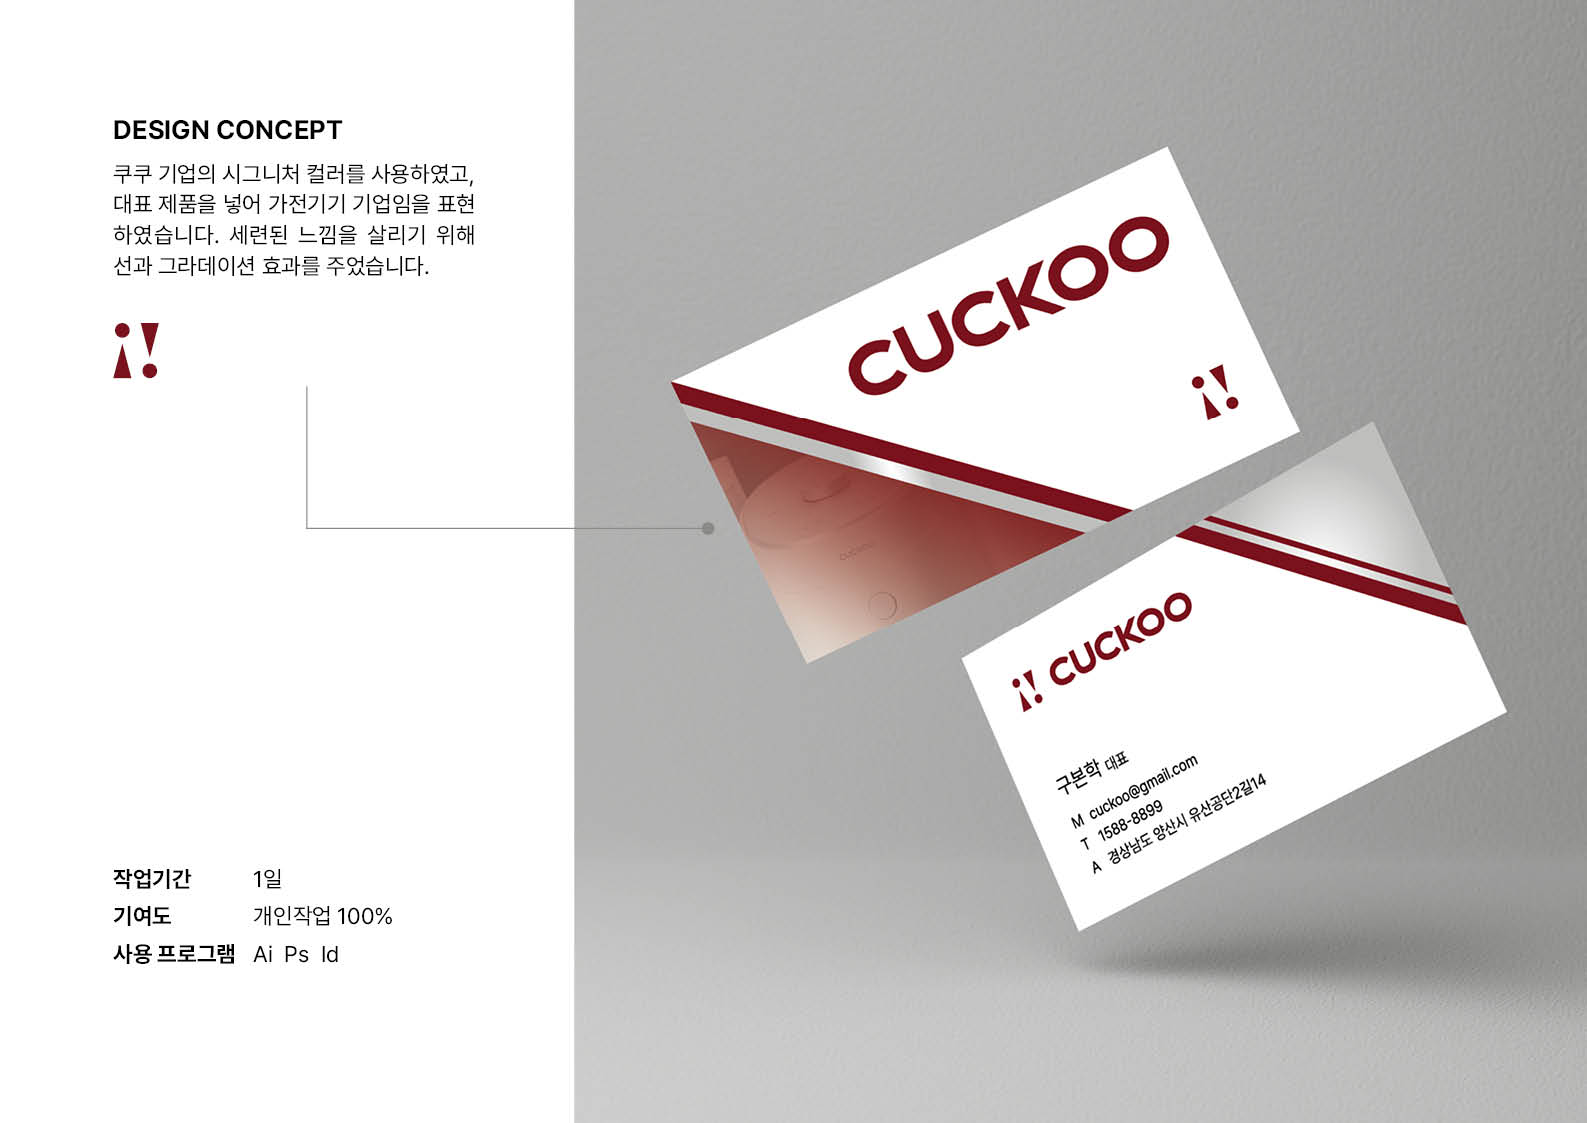 DESIGN CONCEPT
쿠쿠 기업의 시그니처 컬러를 사용하였고,
대표 제품을 넣어 가전기기 기업임을 표현
하였습니다. 세련된 느낌을 살리기 위해
선과 그라데이션 효과를 주었습니다.
작업기간 1일
기여도 개인작업 100%
사용 프로그램 Ai Ps Id
CUCKOO
CUCKOO
CUCKOO
구본학 대표
M cuckoo@gmail.com
T 1588-8899
A 경상남도 양산시 유산공단2길14